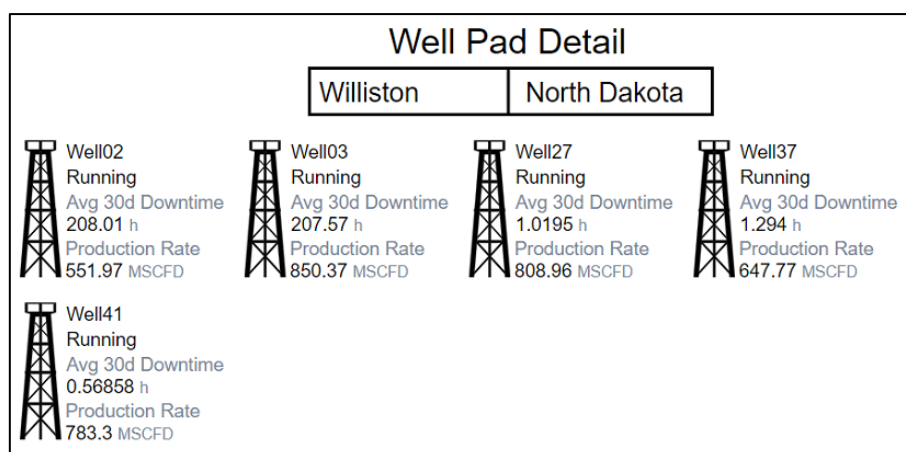 Well Pad Detail
Williston
North Dakota
Well02
Running
Avg 30d Downtime
208.01 h
Production Rate
551.97 MSCFD
Well03
Running
Avg 30d Downtime
207.57 h
Production Rate
850.37 MSCFD
Well27
Running
Avg 30d Downtime
1.0195 h
Production Rate
808.96 MSCFD
Well37
Running
Avg 30d Downtime
1.294 h
Production Rate
647.77 MSCFD
Well41
Running
Avg 30d Downtime
0.56858 h
Production Rate
783.3 MSCFD